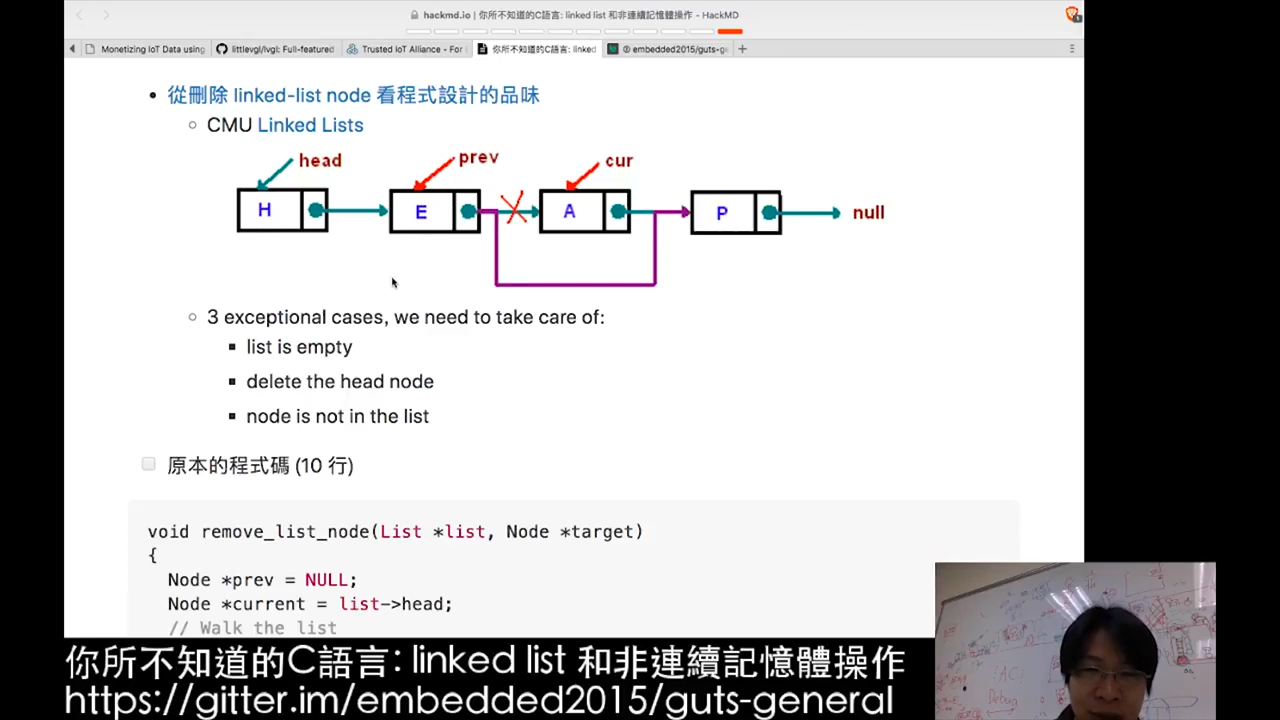 hackmd.io | 你所不知道的C語言: linked list 和非連續記憶體操作 - HackMD
Monetizing IoT Data using
littlevgl/lvgl: Full-featured
Trusted IoT Alliance - For
你所不知道的C語言: linked
embedded2015/guts-ge
從刪除 linked-list node 看程式設計的品味
CMU Linked Lists
head
prev
cur
H
E
A
P
null
3 exceptional cases, we need to take care of:
list is empty
delete the head node
node is not in the list
原本的程式碼 (10 行)
void remove_list_node(List *list, Node *target)
{
Node *prev = NULL;
Node *current = list->head;
// Walk the list
Debug
你所不知道的C語言: linked list 和非連續記憶體操作
https://gitter.im/embedded2015/guts-general